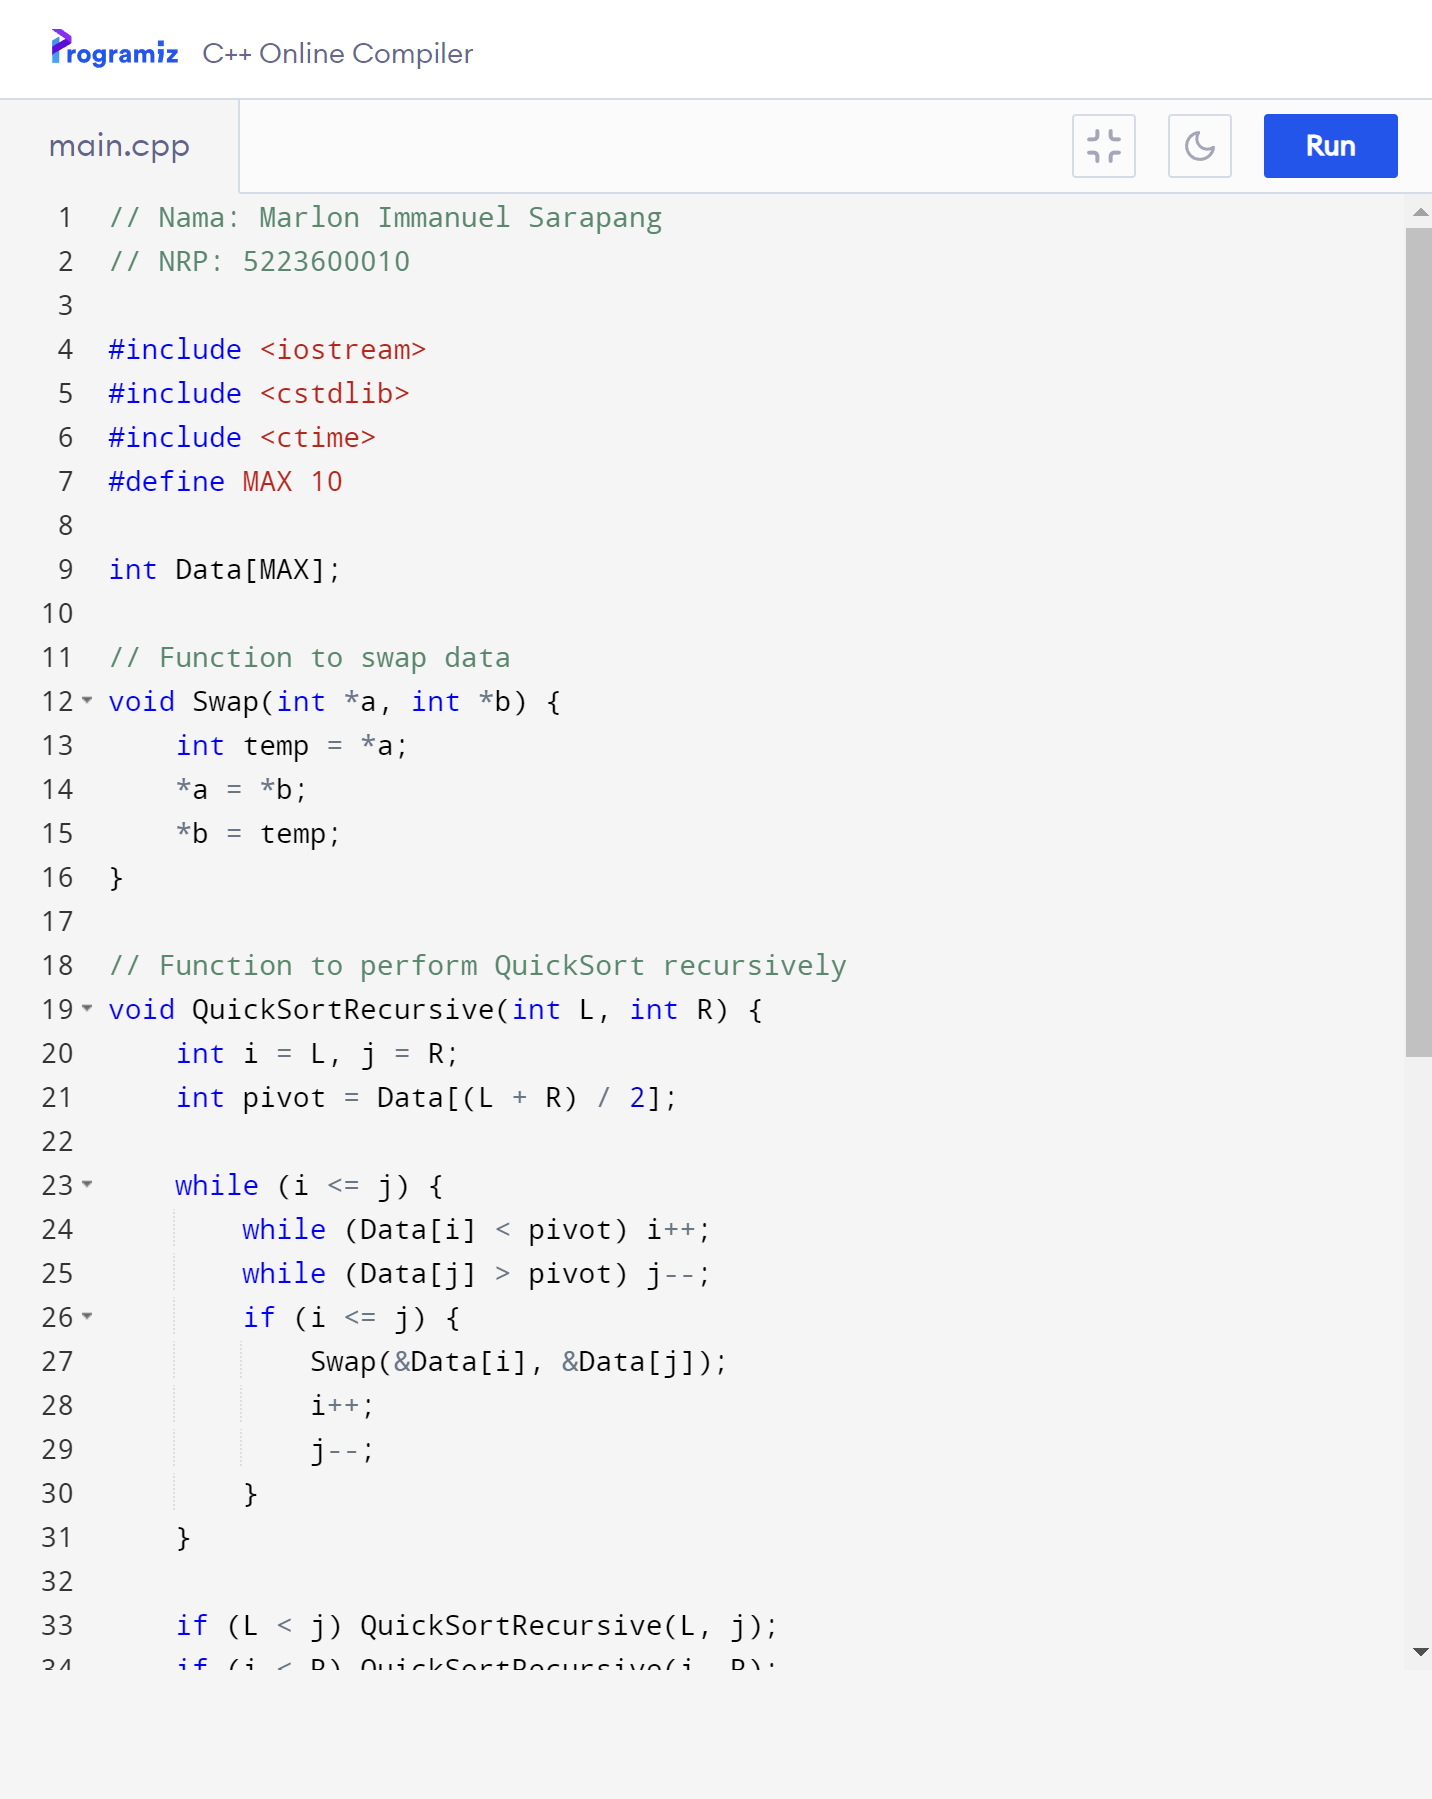 Programiz C++ Online Compiler
main.cpp
Run
1 // Nama: Marlon Immanuel Sarapang
2 // NRP: 5223600010
3
4 #include <iostream>
5 #include <cstdlib>
6 #include <ctime>
7 #define MAX 10
8
9 int Data[MAX];
10
11 // Function to swap data
12 void Swap(int *a, int *b) {
13     int temp = *a;
14     *a = *b;
15     *b = temp;
16 }
17
18 // Function to perform QuickSort recursively
19 void QuickSortRecursive(int L, int R) {
20     int i = L, j = R;
21     int pivot = Data[(L + R) / 2];
22
23     while (i <= j) {
24         while (Data[i] < pivot) i++;
25         while (Data[j] > pivot) j--;
26         if (i <= j) {
27             Swap(&Data[i], &Data[j]);
28             i++;
29             j--;
30         }
31     }
32
33     if (L < j) QuickSortRecursive(L, j);
34     if (i < R) QuickSortRecursive(i, R);